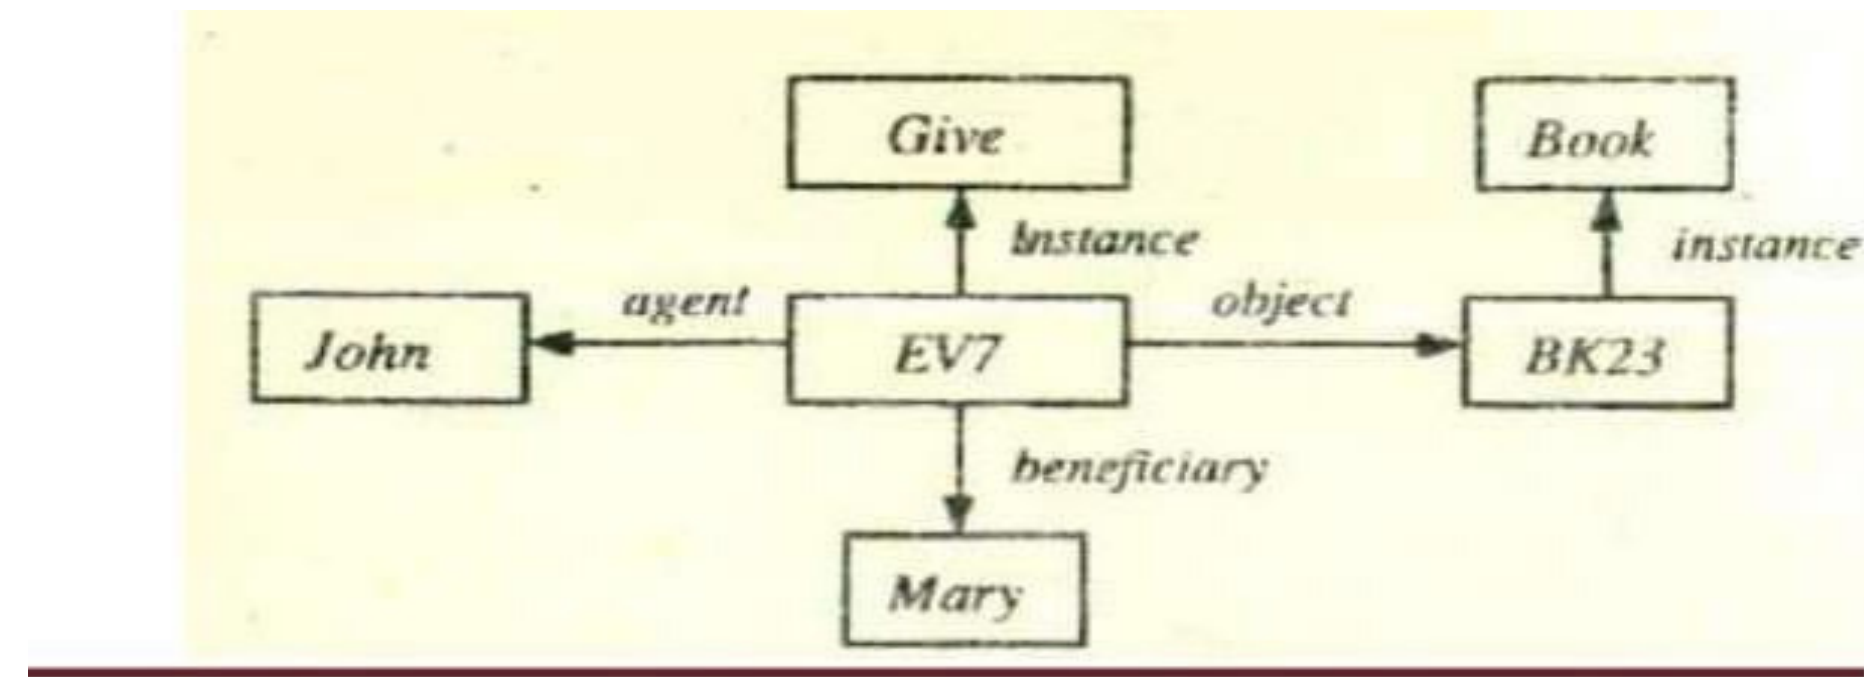 Give
Book
Instance
instance
agent
object
John
EV7
BK23
beneficiary
Mary